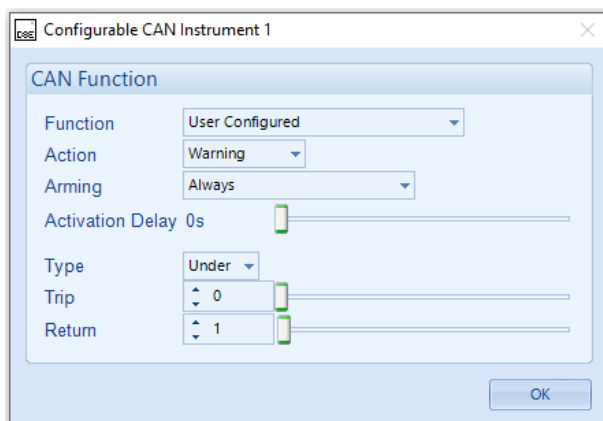 DSE Configurable CAN Instrument 1
CAN Function
Function User Configured
Action Warning
Arming Always
Activation Delay 0s
Type Under
Trip 0
Return 1
OK